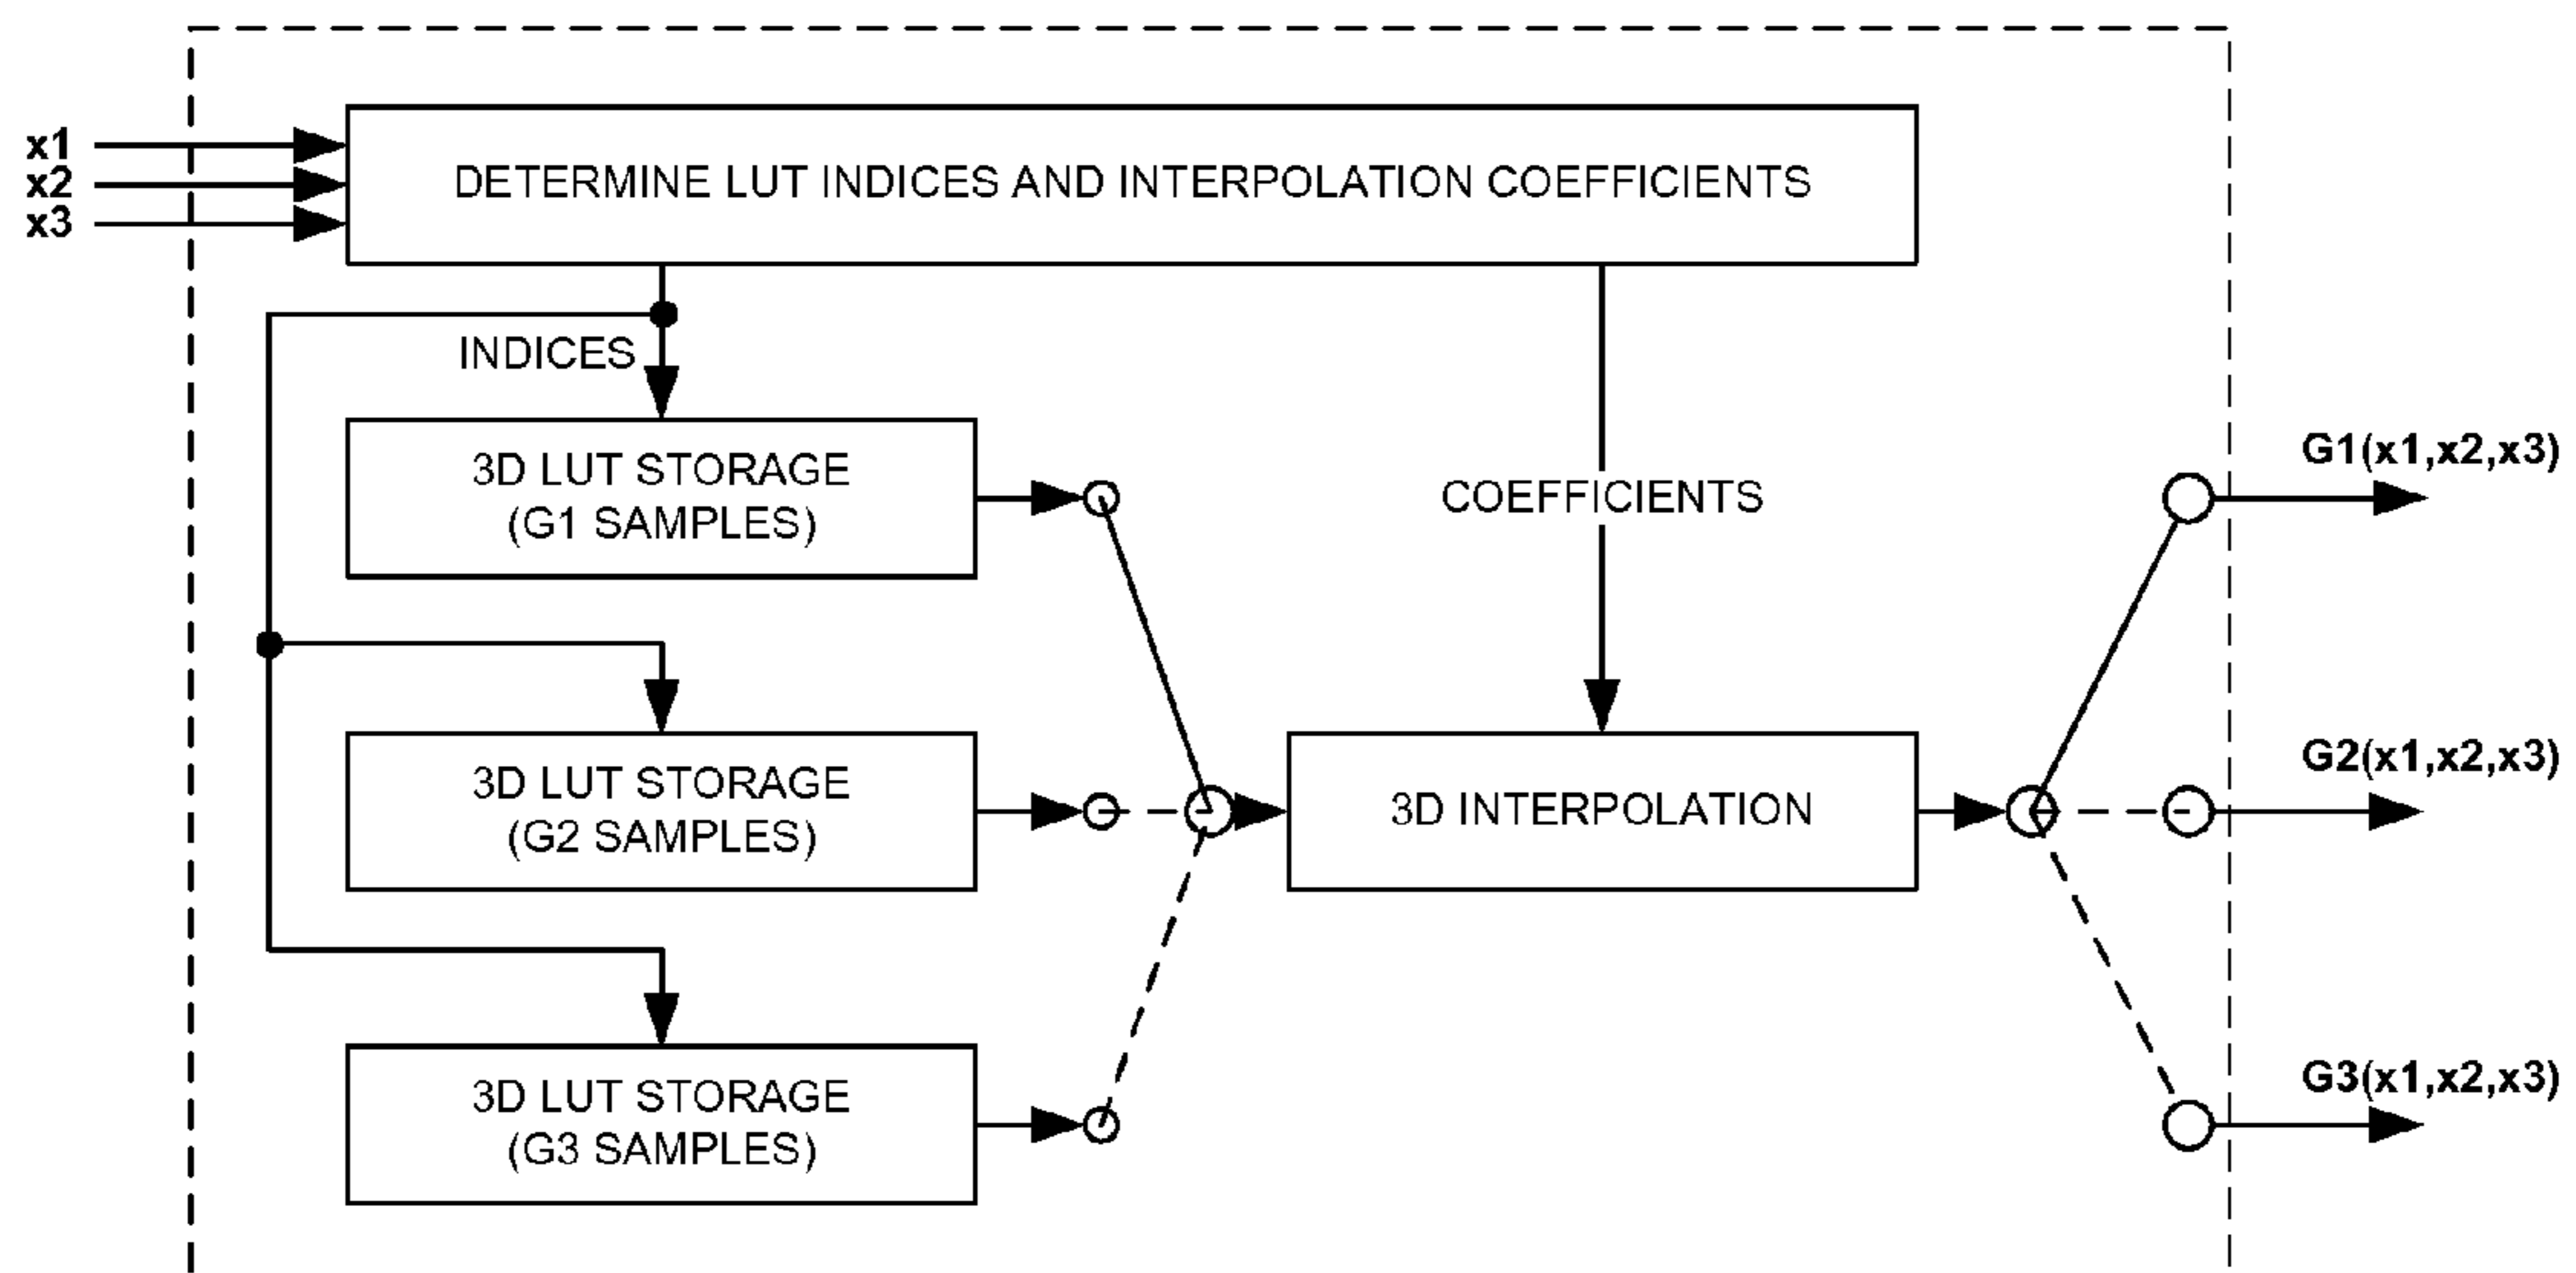 x1
x2
x3
DETERMINE LUT INDICES AND INTERPOLATION COEFFICIENTS
INDICES
3D LUT STORAGE
(G1 SAMPLES)
COEFFICIENTS
G1(x1,x2,x3)
3D LUT STORAGE
(G2 SAMPLES)
3D INTERPOLATION
G2(x1,x2,x3)
3D LUT STORAGE
(G3 SAMPLES)
G3(x1,x2,x3)